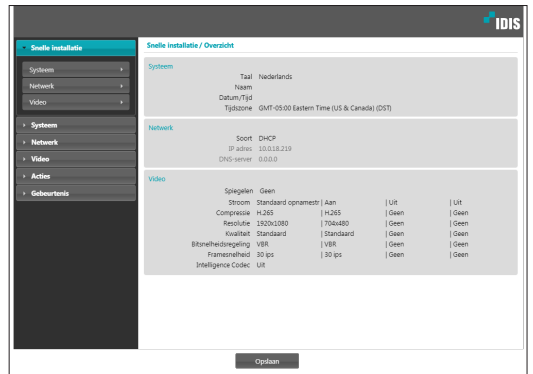 IDIS
Snelle installatie
Systeem
Netwerk
Video
Systeem
Netwerk
Video
Acties
Gebeurtenis
Snelle installatie / Overzicht
Systeem
Taal Nederlands
Naam
Datum/Tijd
Tijdszone GMT-05:00 Eastern Time (US & Canada) (DST)
Netwerk
Soort DHCP
IP adres 10.0.18.219
DNS-server 0.0.0.0
Video
Spiegelen Geen
Stroom Standaard opnamestr | Aan | Uit | Uit
Compressie H.265 | H.265 | Geen | Geen
Resolutie 1920x1080 | 704x480 | Geen | Geen
Kwaliteit Standaard | Standaard | Geen | Geen
Bitsnelheidsregeling VBR | VBR | Geen | Geen
Framesnelheid 30 ips | 30 ips | Geen | Geen
Intelligence Codec Uit
Opslaan